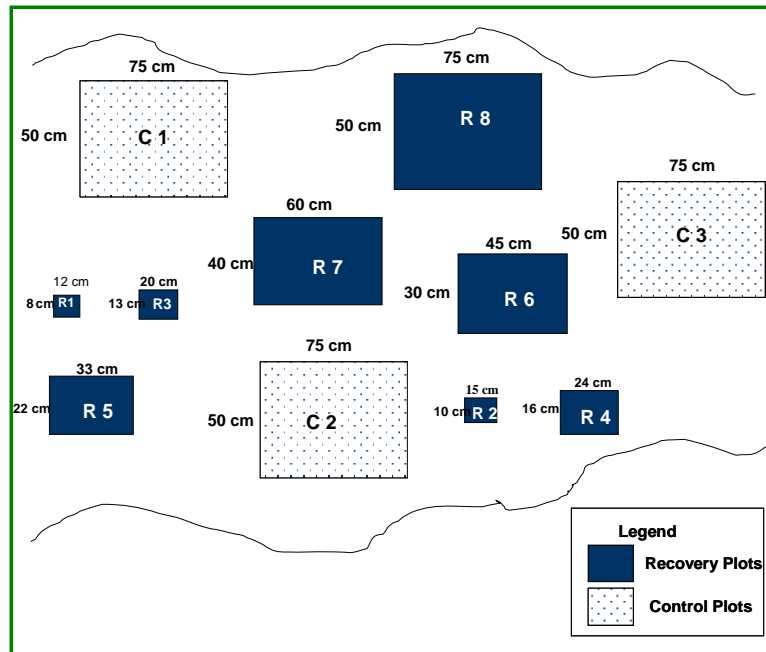 75 cm
50 cm
C 1
75 cm
50 cm
R 8
75 cm
50 cm
C 3
60 cm
40 cm
R 7
45 cm
30 cm
R 6
12 cm
8 cm
R1
20 cm
13 cm
R3
33 cm
22 cm
R 5
75 cm
50 cm
C 2
15 cm
10 cm
R 2
24 cm
16 cm
R 4
Legend
Recovery Plots
Control Plots